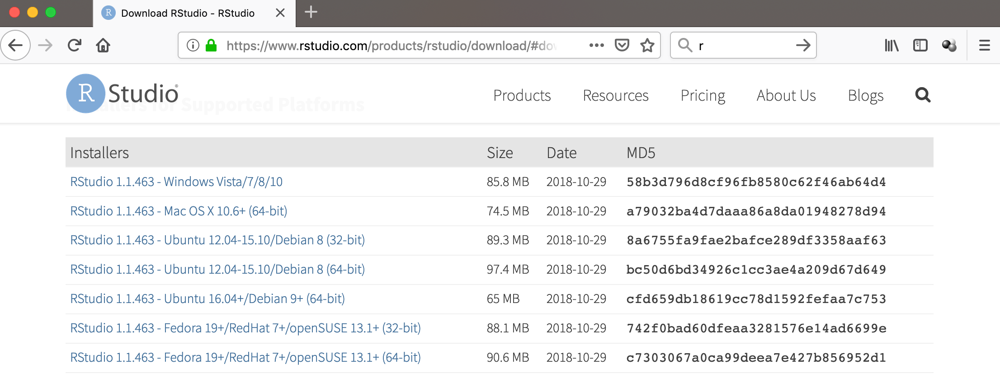 Download RStudio - RStudio
https://www.rstudio.com/products/rstudio/download/#dow
r
R Studio®
Products Resources Pricing About Us Blogs
Installers for Supported Platforms
Installers Size Date MD5
RStudio 1.1.463 - Windows Vista/7/8/10 85.8 MB 2018-10-29 58b3d796d8cf96fb8580c62f46ab64d4
RStudio 1.1.463 - Mac OS X 10.6+ (64-bit) 74.5 MB 2018-10-29 a79032ba4d7daaa86a8da01948278d94
RStudio 1.1.463 - Ubuntu 12.04-15.10/Debian 8 (32-bit) 89.3 MB 2018-10-29 8a6755fa9fae2bafce289df3358aaf63
RStudio 1.1.463 - Ubuntu 12.04-15.10/Debian 8 (64-bit) 97.4 MB 2018-10-29 bc50d6bd34926c1cc3ae4a209d67d649
RStudio 1.1.463 - Ubuntu 16.04+/Debian 9+ (64-bit) 65 MB 2018-10-29 cfd659db18619cc78d1592fefaa7c753
RStudio 1.1.463 - Fedora 19+/RedHat 7+/openSUSE 13.1+ (32-bit) 88.1 MB 2018-10-29 742f0bad60dfeaa3281576e14ad6699e
RStudio 1.1.463 - Fedora 19+/RedHat 7+/openSUSE 13.1+ (64-bit) 90.6 MB 2018-10-29 c7303067a0ca99deea7e427b856952d1